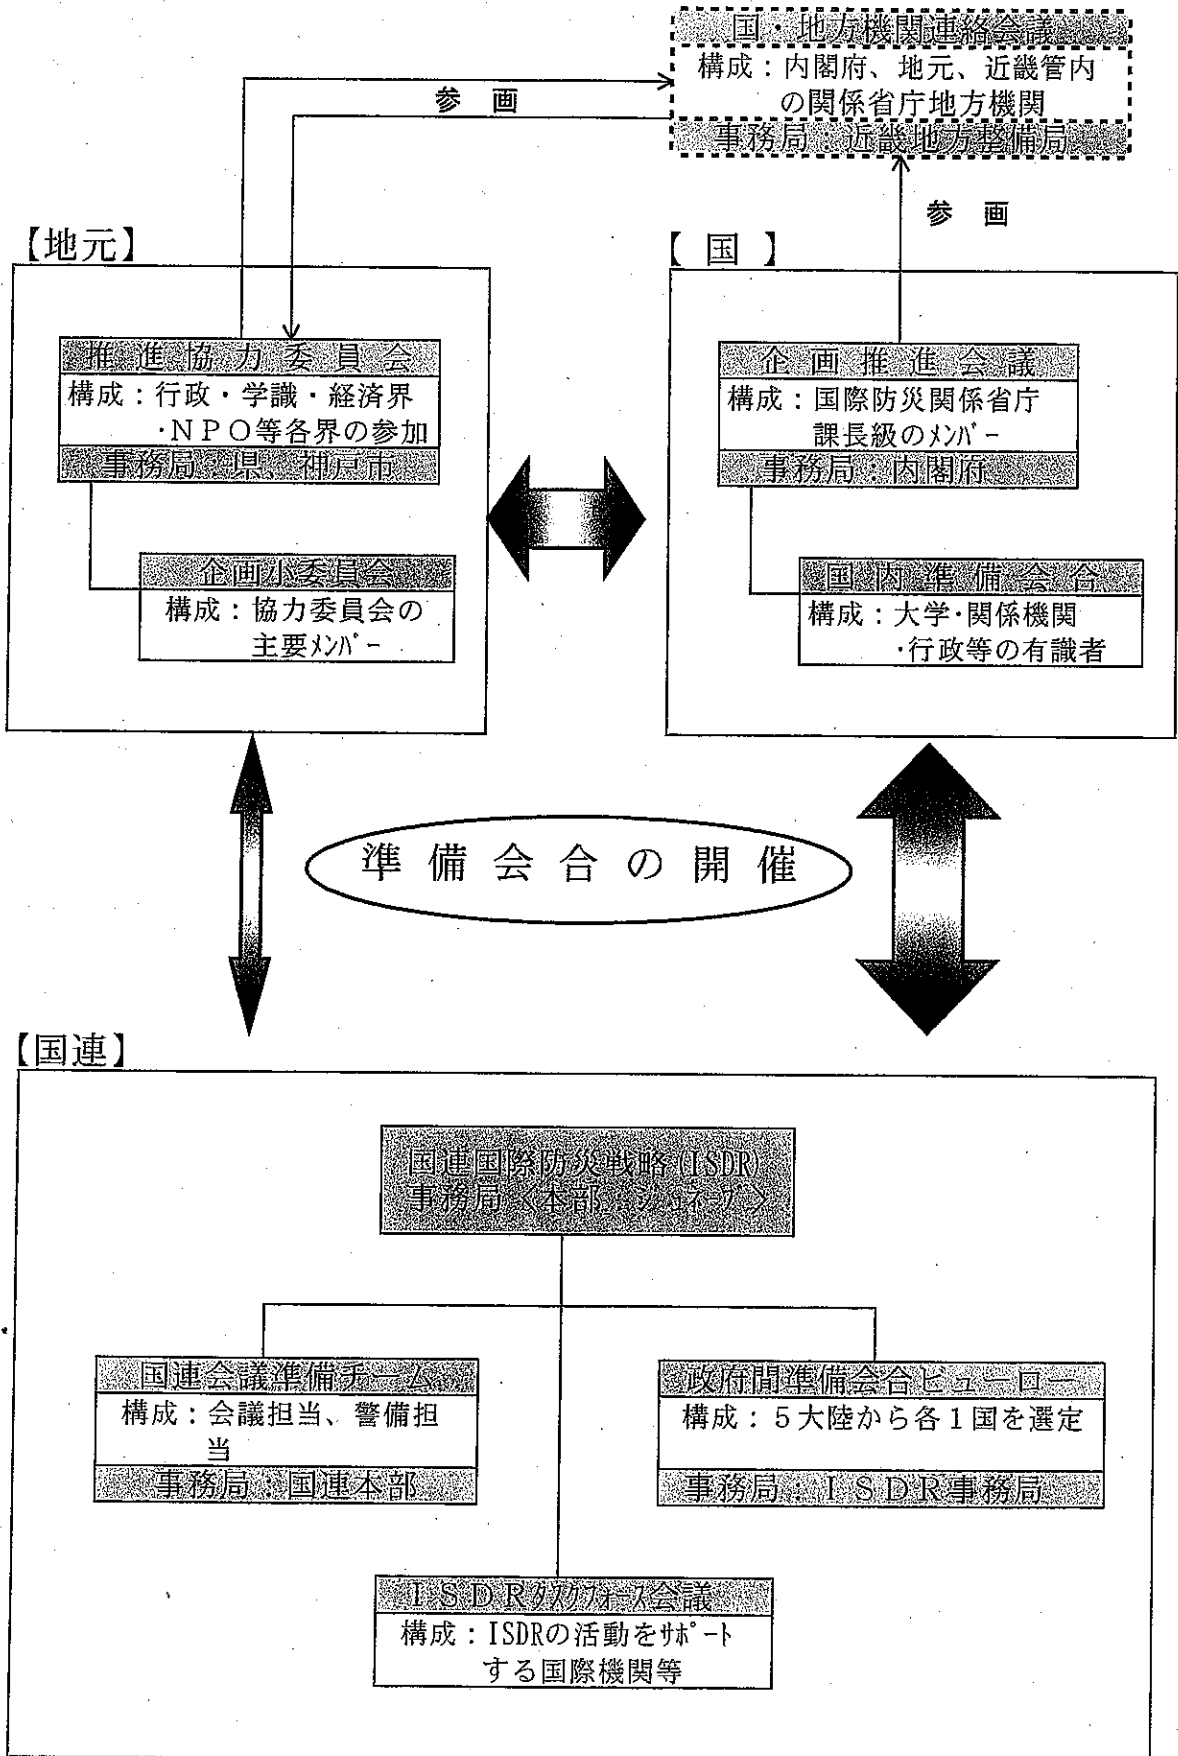 国・地方機関連絡会議
構成：内閣府、地元、近畿管内
の関係省庁地方機関
事務局：近畿地方整備局
参　画
参　画
【地元】
推進協力委員会
構成：行政・学識・経済界
・ＮＰＯ等各界の参加
事務局　県、神戸市
企画小委員会
構成：協力委員会の
主要ﾒﾝﾊﾞｰ
【 国 】
企画推進会議
構成：国際防災関係省庁
課長級のﾒﾝﾊﾞｰ
事務局：内閣府
国内準備会合
構成：大学・関係機関
・行政等の有識者
準備会合の開催
【国連】
国連国際防災戦略(ISDR)
事務局＜本部：ｼﾞｭﾈｰﾌﾞ＞
国連会議準備チーム
構成：会議担当、警備担
当
事務局：国連本部
政府間準備会合ビューロー
構成：５大陸から各１国を選定
事務局：ＩＳＤＲ事務局
ＩＳＤＲﾀｽｸﾌｫｰｽ会議
構成：ISDRの活動をｻﾎﾟｰﾄ
する国際機関等